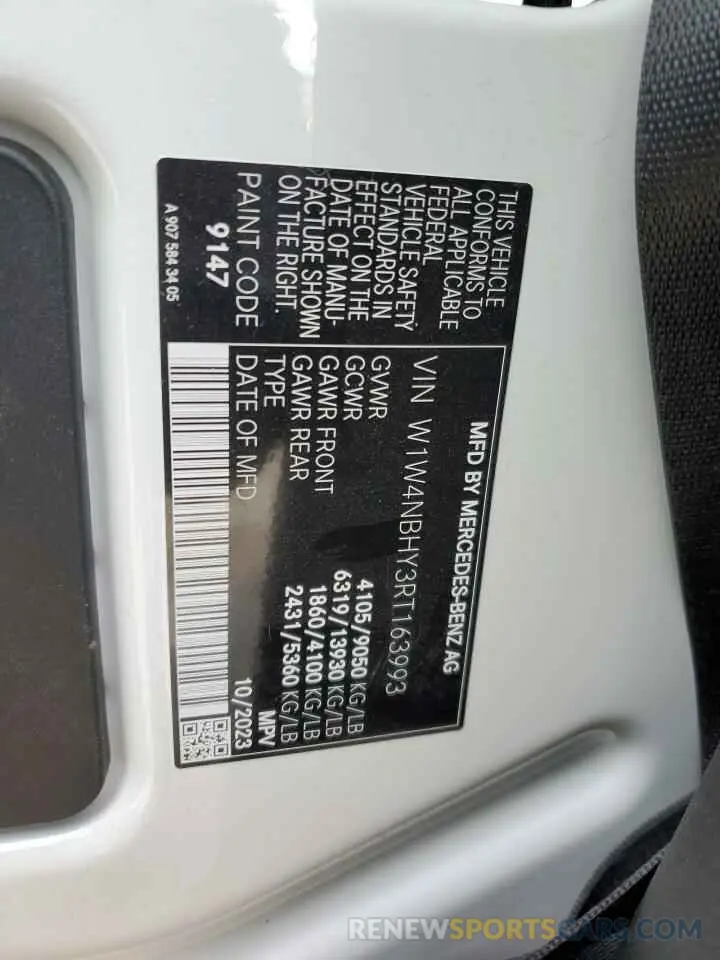 THIS VEHICLE
CONFORMS TO
ALL APPLICABLE
FEDERAL
VEHICLE SAFETY
STANDARDS IN
EFFECT ON THE
DATE OF MANU-
FACTURE SHOWN
ON THE RIGHT.
PAINT CODE
9147
A 907 584 34 05
MFD BY MERCEDES-BENZ AG
VIN W1W4NBHY3RT163993
GVWR 4105/9050 KG/LB
GCWR 6319/13930 KG/LB
GAWR FRONT 1860/4100 KG/LB
GAWR REAR 2431/5360 KG/LB
TYPE MPV
DATE OF MFD 10/2023
RENEWSPORTSCARS.COM